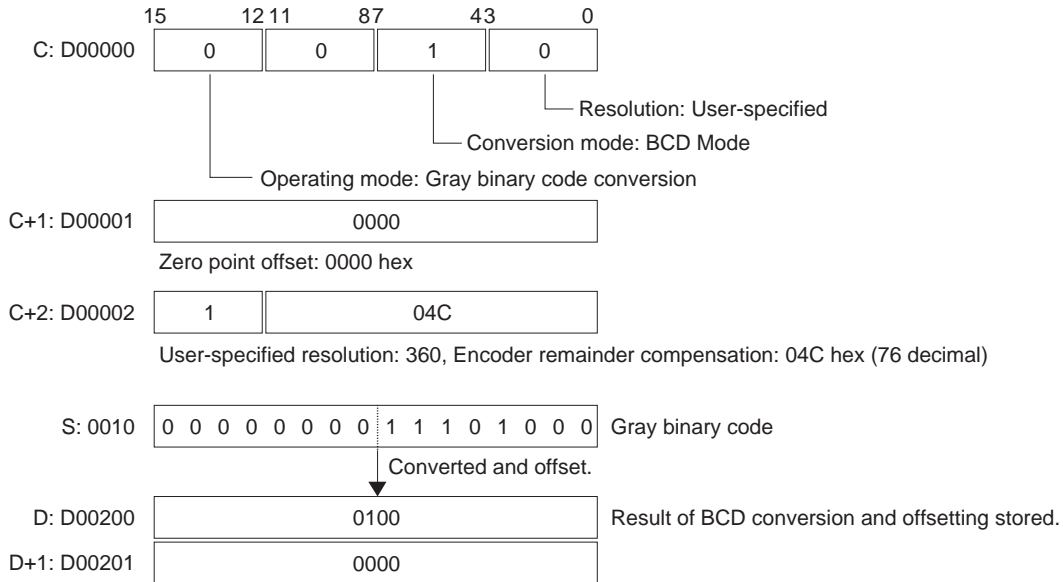 15 12 11 87 43 0
C: D00000 0 0 1 0
Resolution: User-specified
Conversion mode: BCD Mode
Operating mode: Gray binary code conversion
C+1: D00001 0000
Zero point offset: 0000 hex
C+2: D00002 1 04C
User-specified resolution: 360, Encoder remainder compensation: 04C hex (76 decimal)
S: 0010 0 0 0 0 0 0 0 0 1 1 1 0 1 0 0 0 Gray binary code
Converted and offset.
D: D00200 0100 Result of BCD conversion and offsetting stored.
D+1: D00201 0000